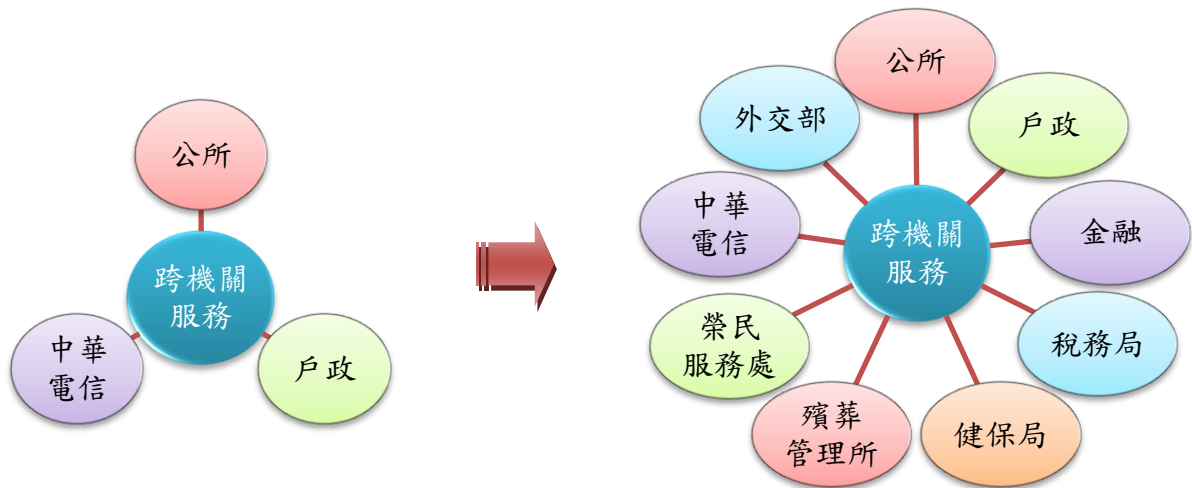 公所
跨機關
服務
中華
電信
戶政
公所
外交部
戶政
中華
電信
跨機關
服務
金融
榮民
服務處
稅務局
殯葬
管理所
健保局